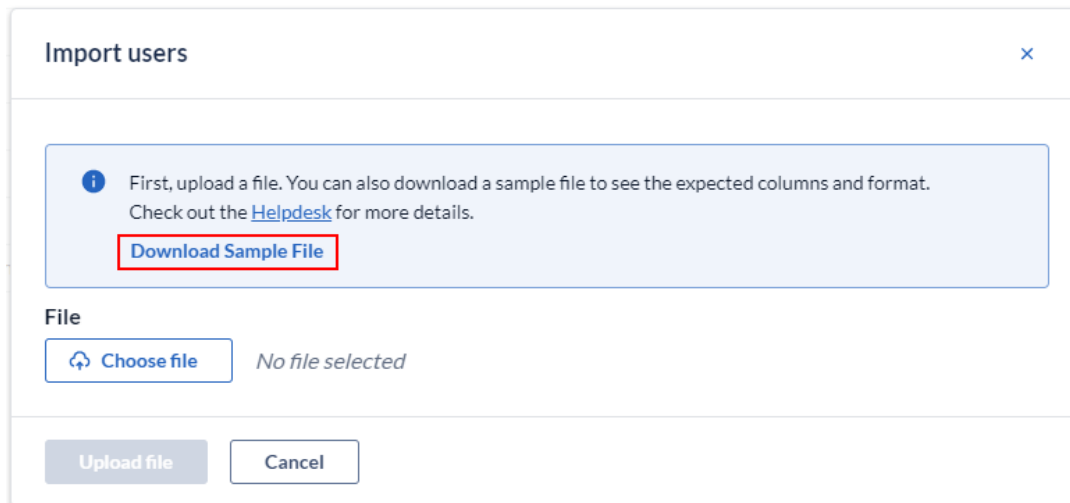 Import users
First, upload a file. You can also download a sample file to see the expected columns and format.
Check out the Helpdesk for more details.
Download Sample File
File
Choose file No file selected
Upload file Cancel